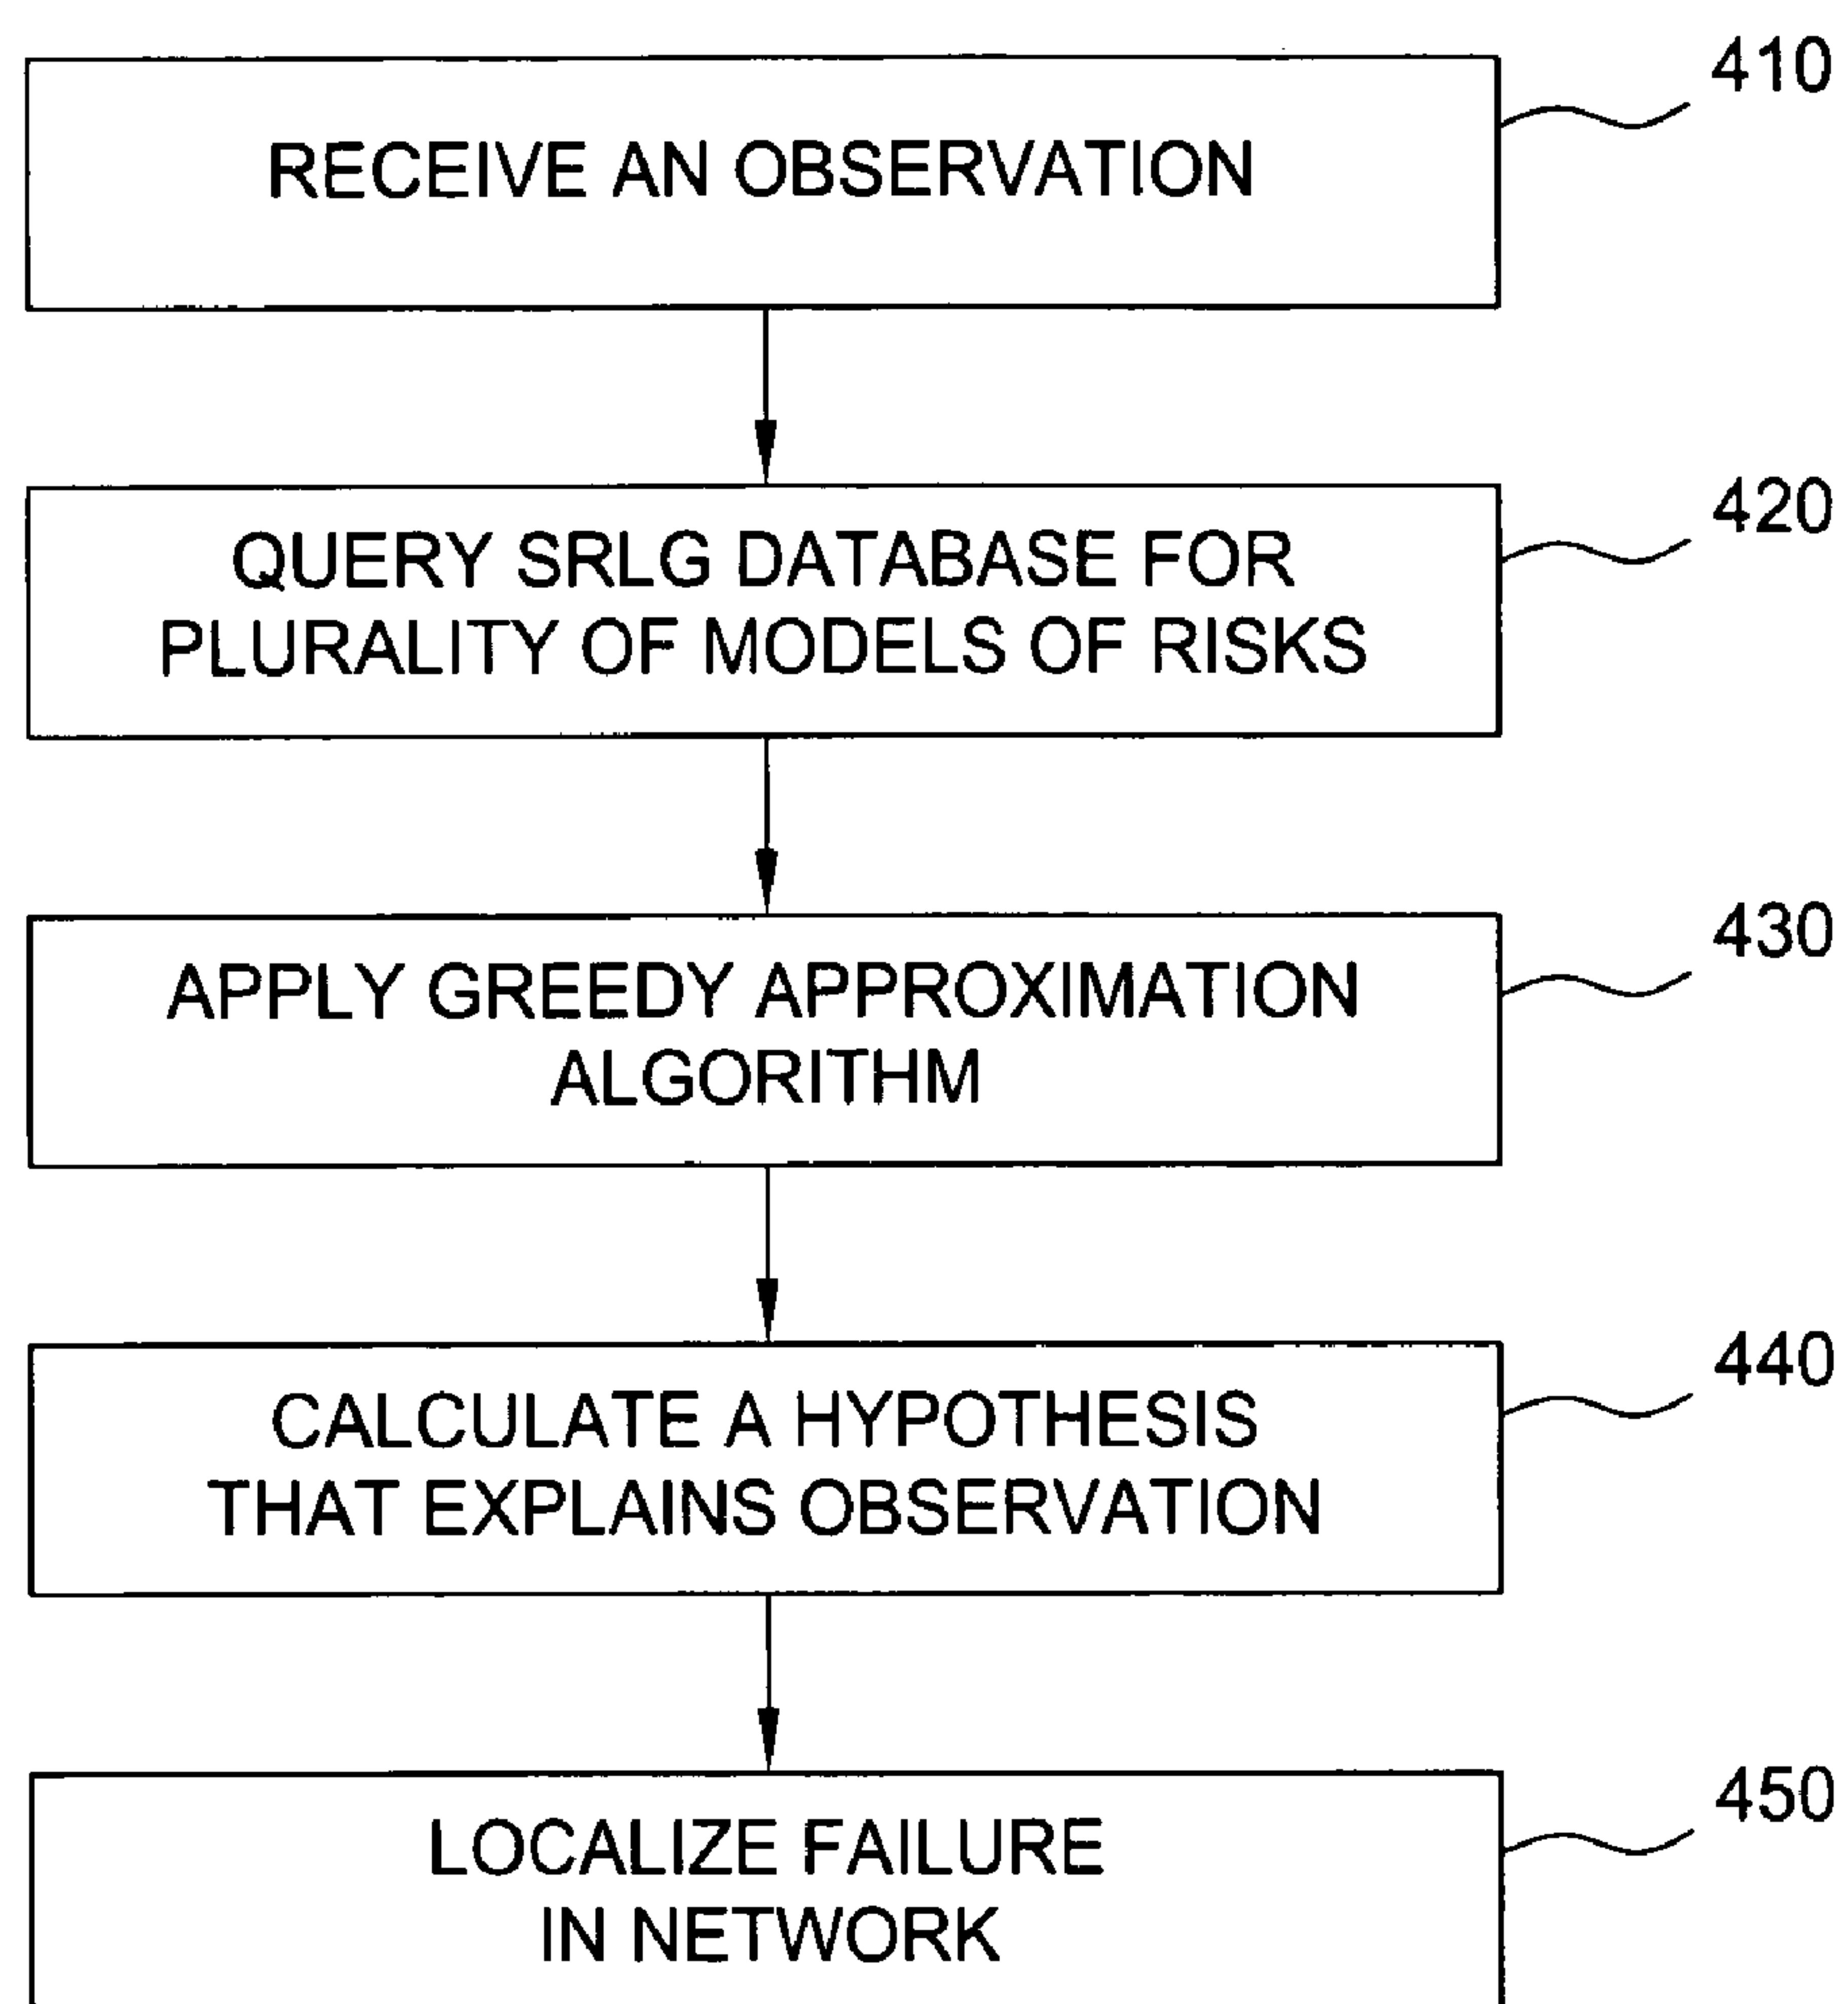 410
RECEIVE AN OBSERVATION
420
QUERY SRLG DATABASE FOR
PLURALITY OF MODELS OF RISKS
430
APPLY GREEDY APPROXIMATION
ALGORITHM
440
CALCULATE A HYPOTHESIS
THAT EXPLAINS OBSERVATION
450
LOCALIZE FAILURE
IN NETWORK